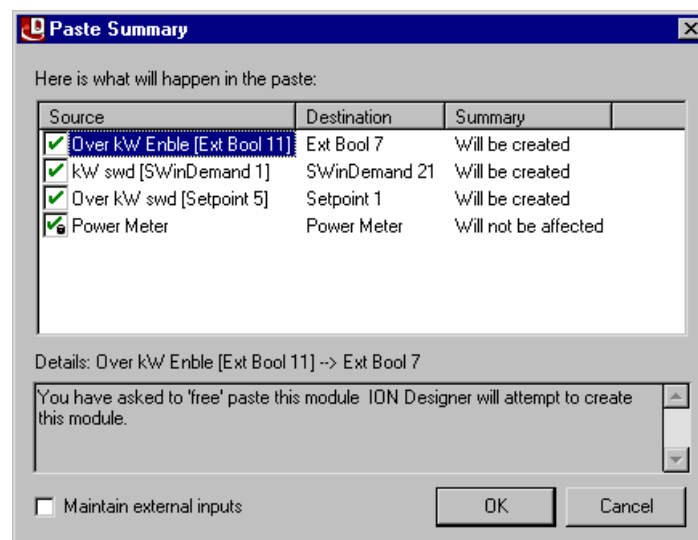 Paste Summary
Here is what will happen in the paste:
Source Destination Summary
Over kW Enble [Ext Bool 11] Ext Bool 7 Will be created
kW swd [SWinDemand 1] SWinDemand 21 Will be created
Over kW swd [Setpoint 5] Setpoint 1 Will be created
Power Meter Power Meter Will not be affected
Details: Over kW Enble [Ext Bool 11] --> Ext Bool 7
You have asked to 'free' paste this module ION Designer will attempt to create
this module.
Maintain external inputs OK Cancel